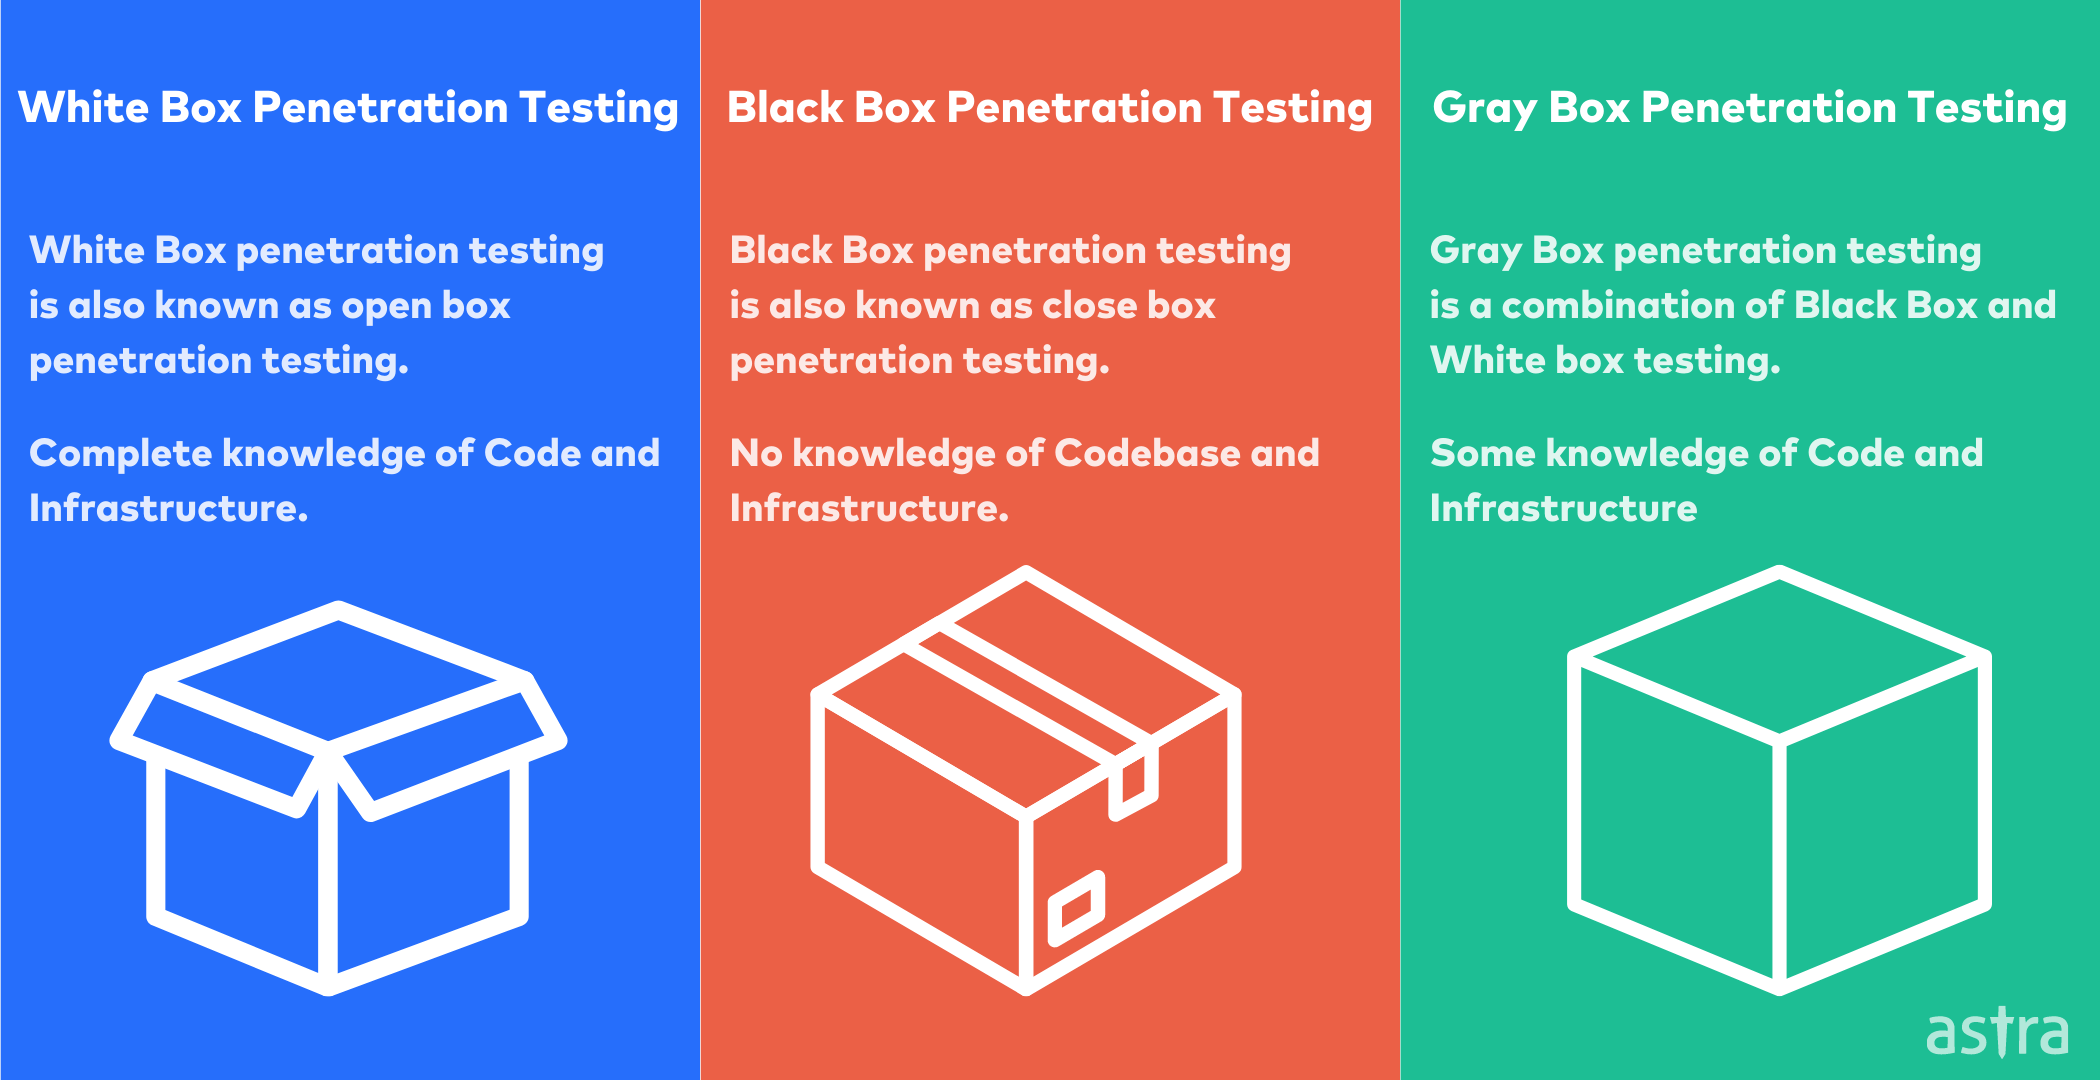 White Box Penetration Testing
White Box penetration testing
is also known as open box
penetration testing.
Complete knowledge of Code and
Infrastructure.
Black Box Penetration Testing
Black Box penetration testing
is also known as close box
penetration testing.
No knowledge of Codebase and
Infrastructure.
Gray Box Penetration Testing
Gray Box penetration testing
is a combination of Black Box and
White box testing.
Some knowledge of Code and
Infrastructure
astra